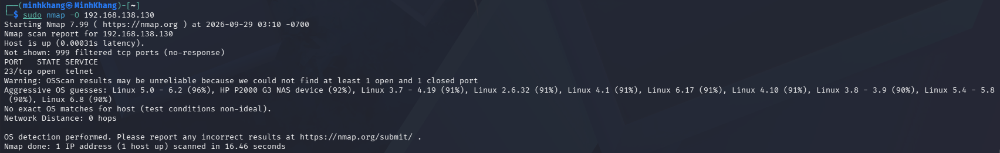 ┌──(minhkhang㉿MinhKhang)-[~]
└─$ sudo nmap -O 192.168.138.130
Starting Nmap 7.99 ( https://nmap.org ) at 2026-09-29 03:10 -0700
Nmap scan report for 192.168.138.130
Host is up (0.00031s latency).
Not shown: 999 filtered tcp ports (no-response)
PORT   STATE SERVICE
23/tcp open  telnet
Warning: OSScan results may be unreliable because we could not find at least 1 open and 1 closed port
Aggressive OS guesses: Linux 5.0 - 6.2 (96%), HP P2000 G3 NAS device (92%), Linux 3.7 - 4.19 (91%), Linux 2.6.32 (91%), Linux 4.1 (91%), Linux 6.17 (91%), Linux 4.10 (91%), Linux 3.8 - 3.9 (90%), Linux 5.4 - 5.8
 (90%), Linux 6.8 (90%)
No exact OS matches for host (test conditions non-ideal).
Network Distance: 0 hops

OS detection performed. Please report any incorrect results at https://nmap.org/submit/ .
Nmap done: 1 IP address (1 host up) scanned in 16.46 seconds